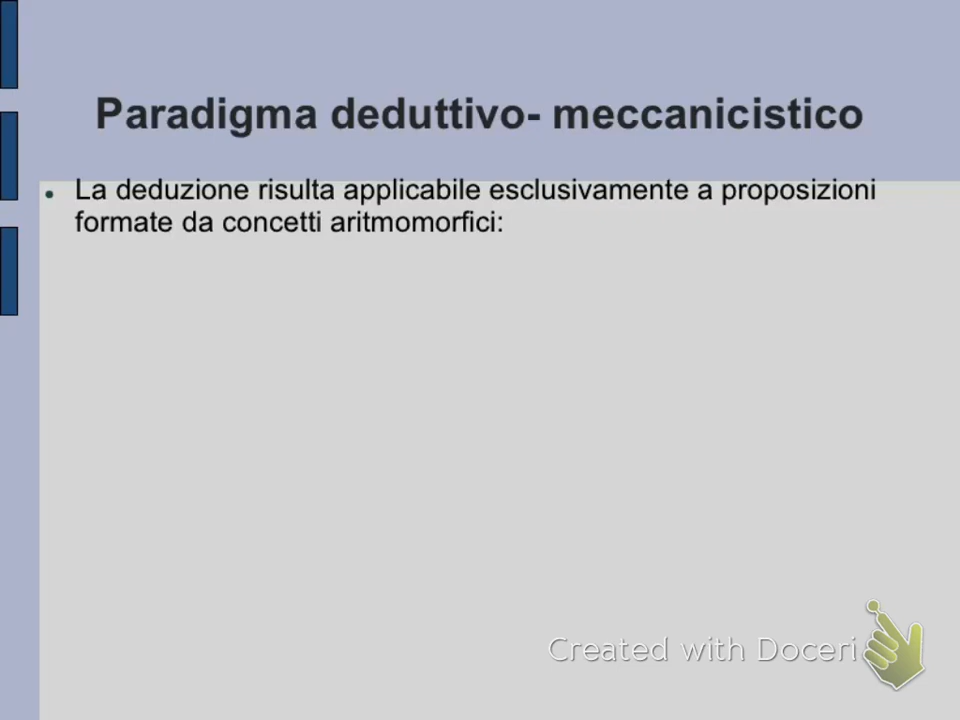 Paradigma deduttivo- meccanicistico
La deduzione risulta applicabile esclusivamente a proposizioni
formate da concetti aritmomorfici:
Created with Doceri